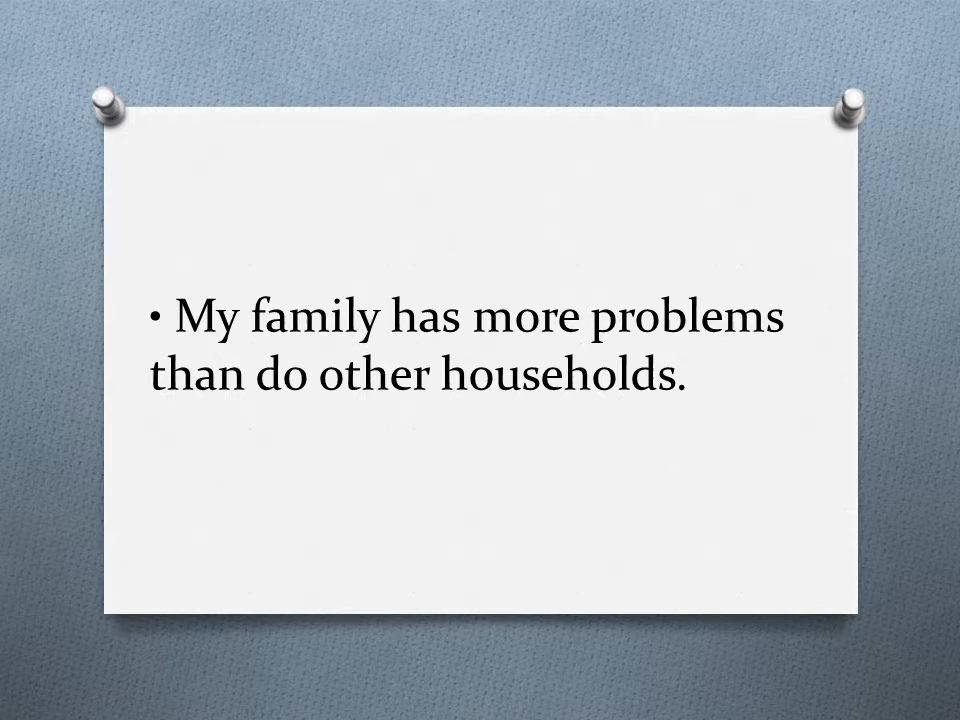 • My family has more problems
than do other households.